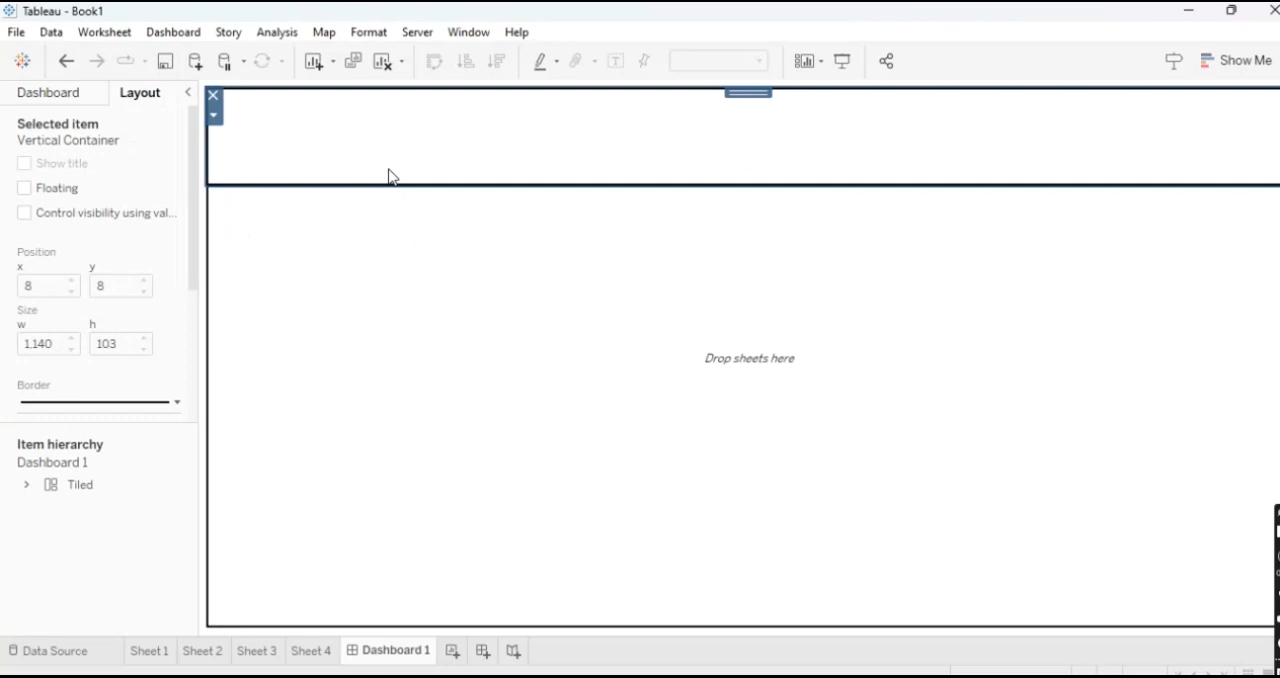 Tableau - Book1
File Data Worksheet Dashboard Story Analysis Map Format Server Window Help
Show Me
Dashboard Layout
Selected item
Vertical Container
Show title
Floating
Control visibility using val...
Position
x y
8 8
Size
w h
1,140 103
Border
Item hierarchy
Dashboard 1
Tiled
Drop sheets here
Data Source Sheet 1 Sheet 2 Sheet 3 Sheet 4 Dashboard 1